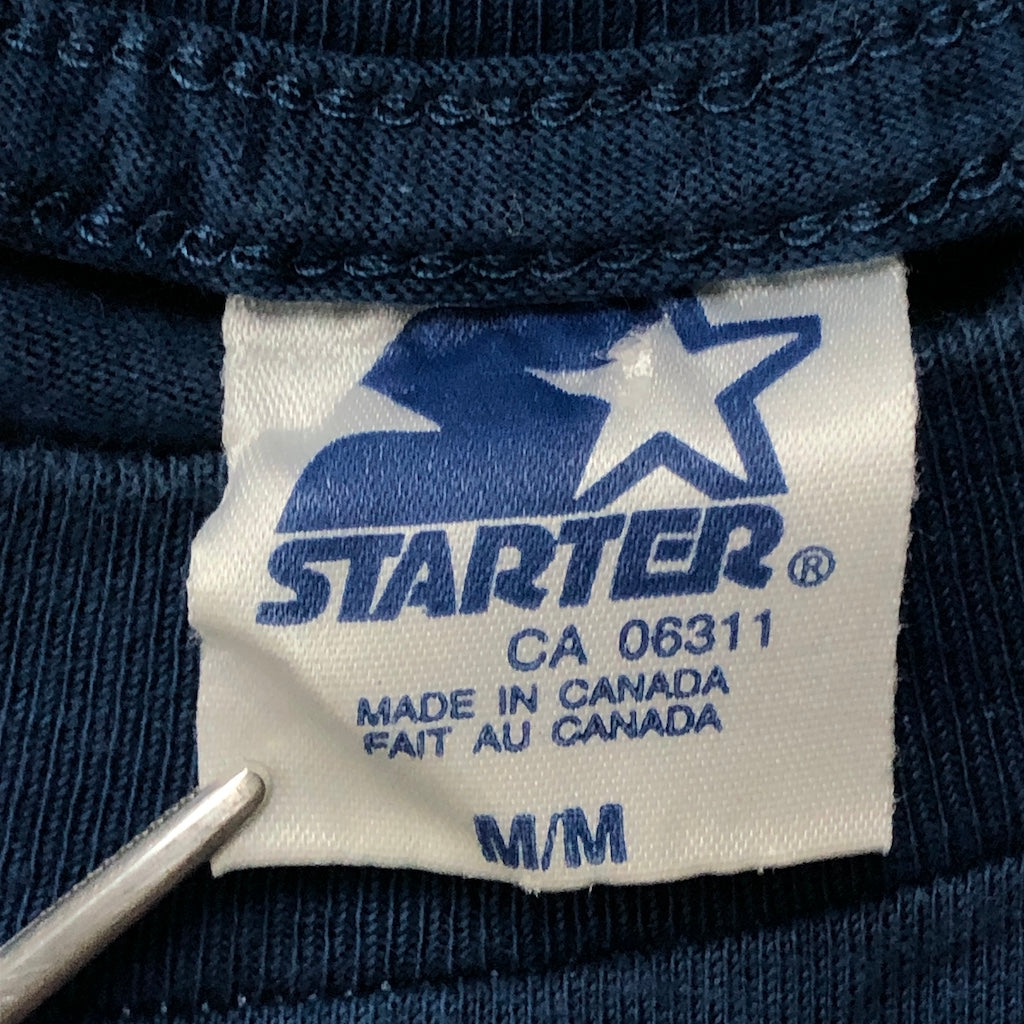 STARTER®
CA 06311
MADE IN CANADA
FAIT AU CANADA
M/M